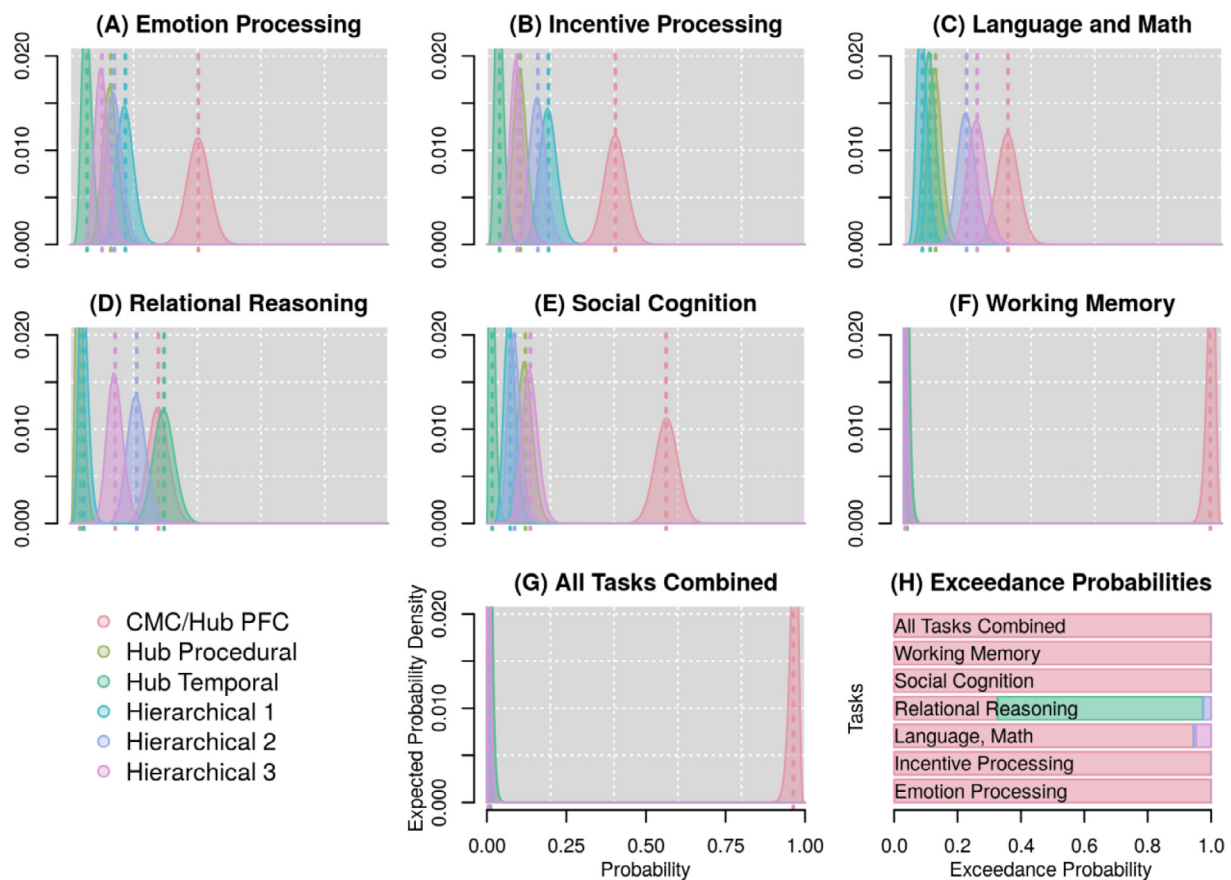 (A) Emotion Processing
(B) Incentive Processing
(C) Language and Math
0.020
0.010
0.000
0.020
0.010
0.000
0.020
0.010
0.000
(D) Relational Reasoning
(E) Social Cognition
(F) Working Memory
0.020
0.010
0.000
0.020
0.010
0.000
0.020
0.010
0.000
CMC/Hub PFC
Hub Procedural
Hub Temporal
Hierarchical 1
Hierarchical 2
Hierarchical 3
(G) All Tasks Combined
Expected Probability Density
0.020
0.010
0.000
0.00 0.25 0.50 0.75 1.00
Probability
(H) Exceedance Probabilities
Tasks
All Tasks Combined
Working Memory
Social Cognition
Relational Reasoning
Language, Math
Incentive Processing
Emotion Processing
0.0 0.2 0.4 0.6 0.8 1.0
Exceedance Probability